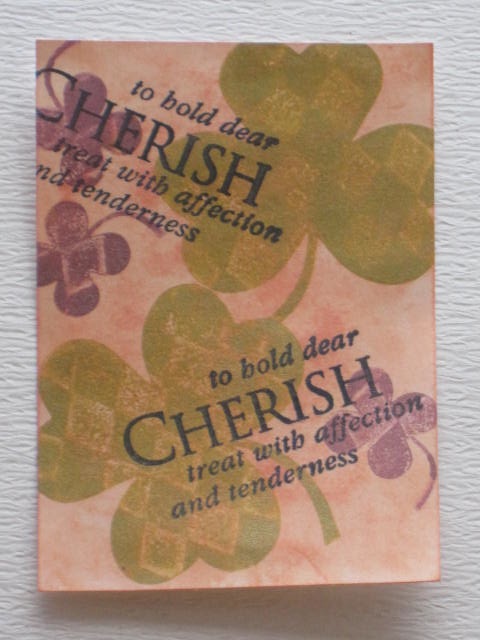 to hold dear
CHERISH
treat with affection
nd tenderness
to hold dear
CHERISH
treat with affection
and tenderness